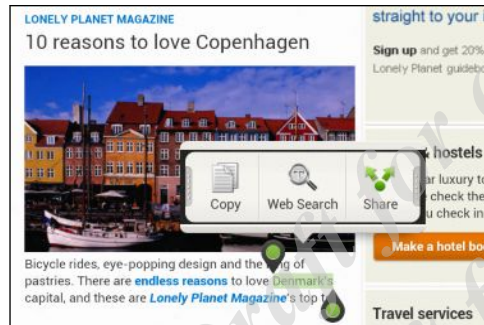 LONELY PLANET MAGAZINE
10 reasons to love Copenhagen
Bicycle rides, eye-popping design and the of
pastries. There are endless reasons to love Denmark's
capital, and these are Lonely Planet Magazine's top
Copy
Web Search
Share
straight to your
Sign up and get 20%
Lonely Planet
hostels
luxury to
check the
check in
Make a hotel
Travel services
for